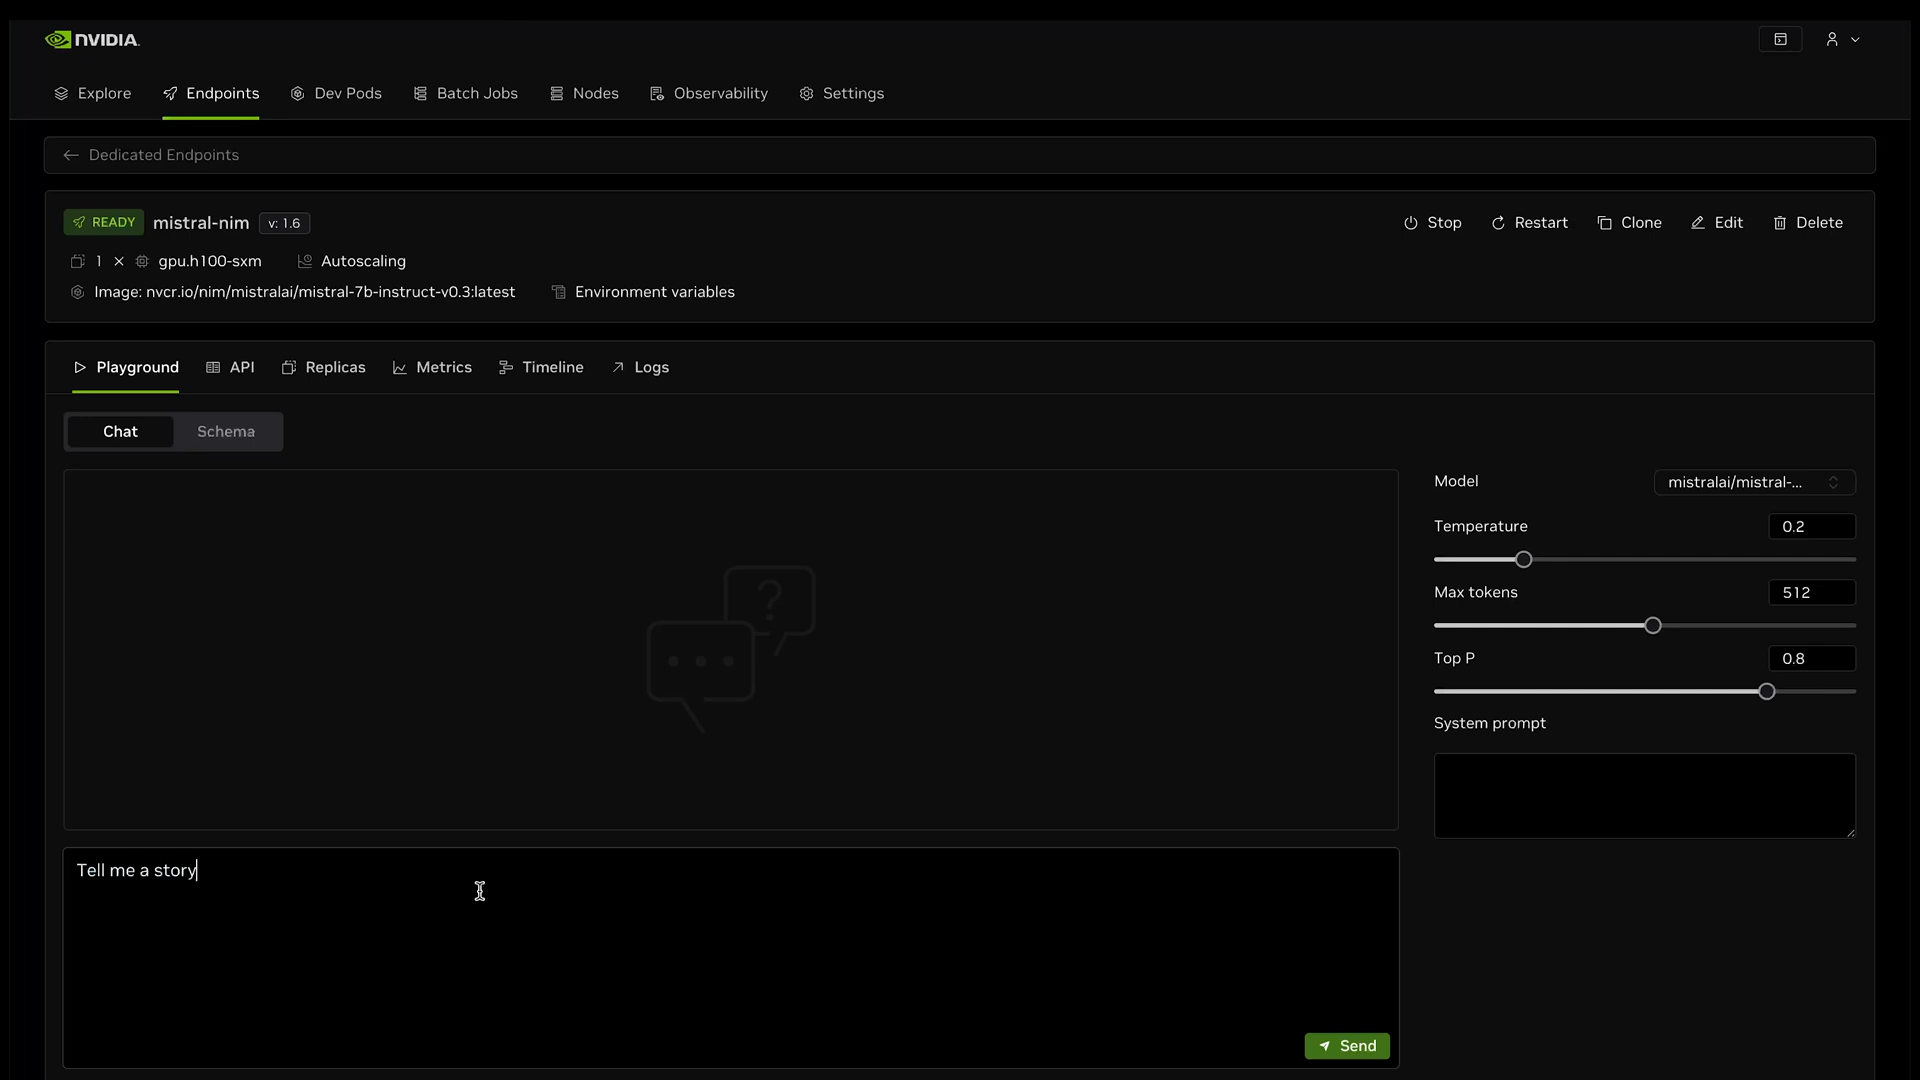 NVIDIA.
Explore Endpoints Dev Pods Batch Jobs Nodes Observability Settings
Dedicated Endpoints
READY mistral-nim v: 1.6 Stop Restart Clone Edit Delete
1 × gpu.h100-sxm Autoscaling
Image: nvcr.io/nim/mistralai/mistral-7b-instruct-v0.3:latest Environment variables
Playground API Replicas Metrics Timeline Logs
Chat Schema
Model mistralai/mistral-...
Temperature 0.2
Max tokens 512
Top P 0.8
System prompt
Tell me a story
Send